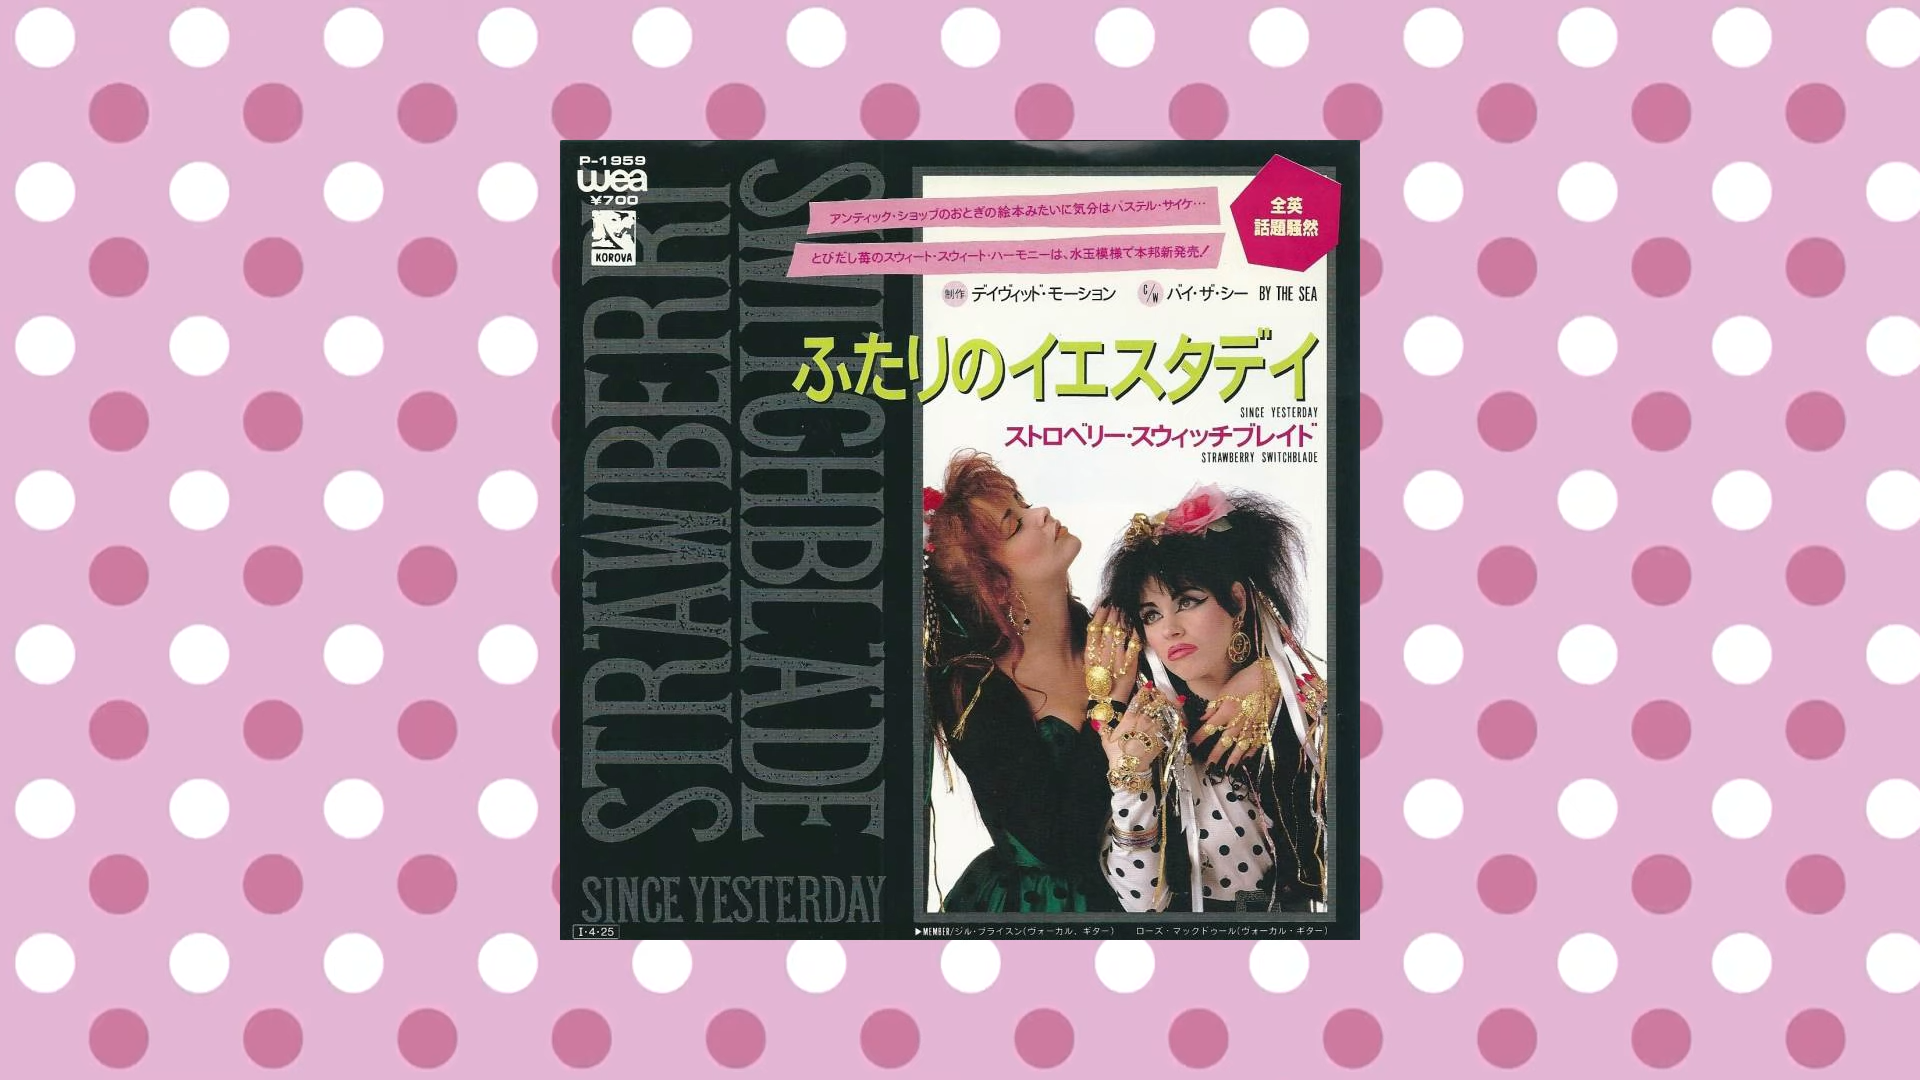 P-1959
wea
¥700
KOROVA
STRAWBERRY
SWITCHBLADE
SINCE YESTERDAY
I・4・25
アンティック・ショップのおとぎの絵本みたいに気分はパステル・サイケ…
とびだし苺のスウィート・スウィート・ハーモニーは、水玉模様で本邦新発売!
全英
話題騒然
制作 デイヴィッド・モーション C/W バイ・ザ・シー BY THE SEA
ふたりのイエスタデイ
SINCE YESTERDAY
ストロベリー・スウィッチブレイド
STRAWBERRY SWITCHBLADE
▶MEMBER/ジル・ブライスン(ヴォーカル、ギター) ローズ・マックドゥール(ヴォーカル・ギター)